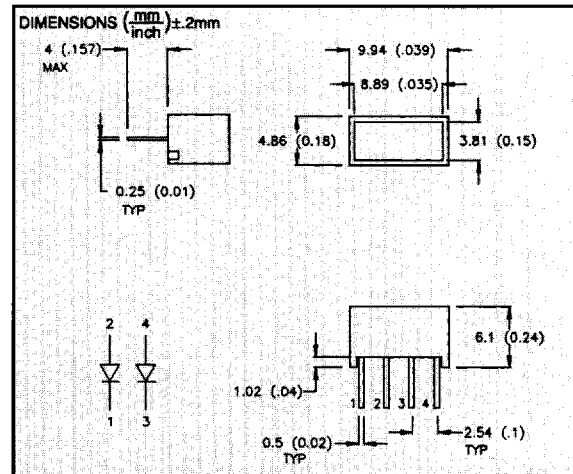 DIMENSIONS (mm/inch)±.2mm
4 (.157)
MAX
9.94 (.039)
8.89 (.035)
4.86 (0.18)
3.81 (0.15)
0.25 (0.01)
TYP
2 4
1 3
6.1 (0.24)
1.02 (.04)
1 2 3 4
0.5 (0.02)
TYP
2.54 (.1)
TYP